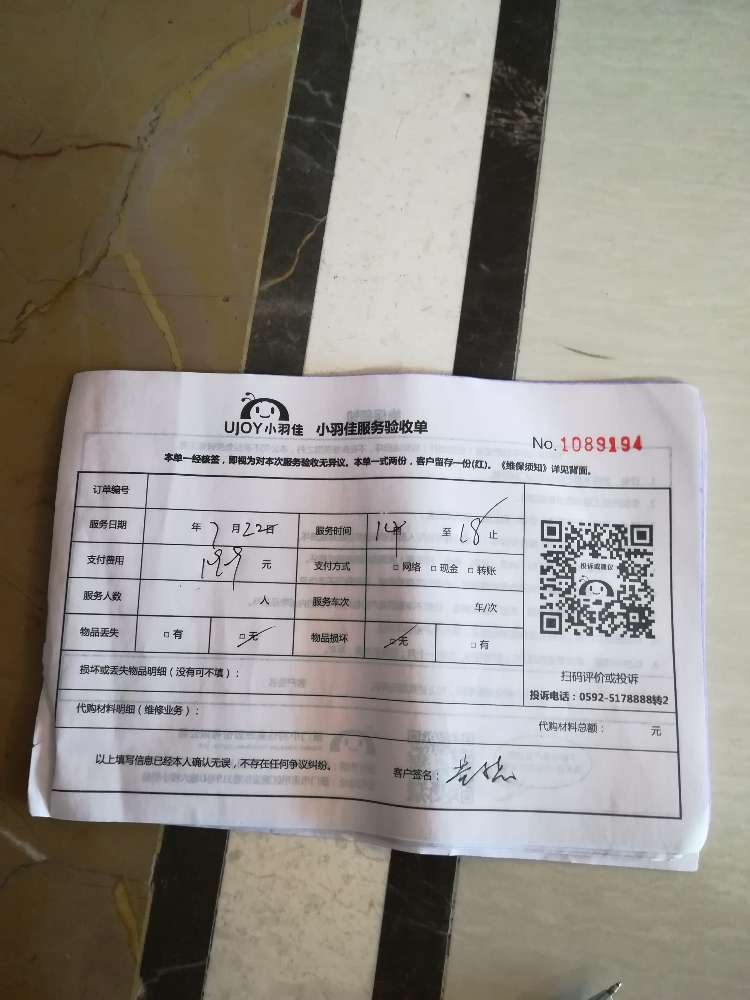 UJOY小羽佳 小羽佳服务验收单
No. 1089194
本单一经核签，即视为对本次服务验收无异议。本单一式两份，客户留存一份(红)。《维保须知》详见背面。
订单编号
服务日期 年 7 月 22日 服务时间 14 至 18 止
支付费用 199 元 支付方式 □ 网络 □ 现金 □ 转账
服务人数 人 服务车次 车/次
物品丢失 □ 有 □ 无 物品损坏 □ 无 □ 有
投诉或建议
扫码评价或投诉
投诉电话：0592-5178888转2
损坏或丢失物品明细（没有可不填）：
代购材料明细（维修业务）：
代购材料总额： 元
以上填写信息已经本人确认无误，不存在任何争议纠纷。 客户签名：